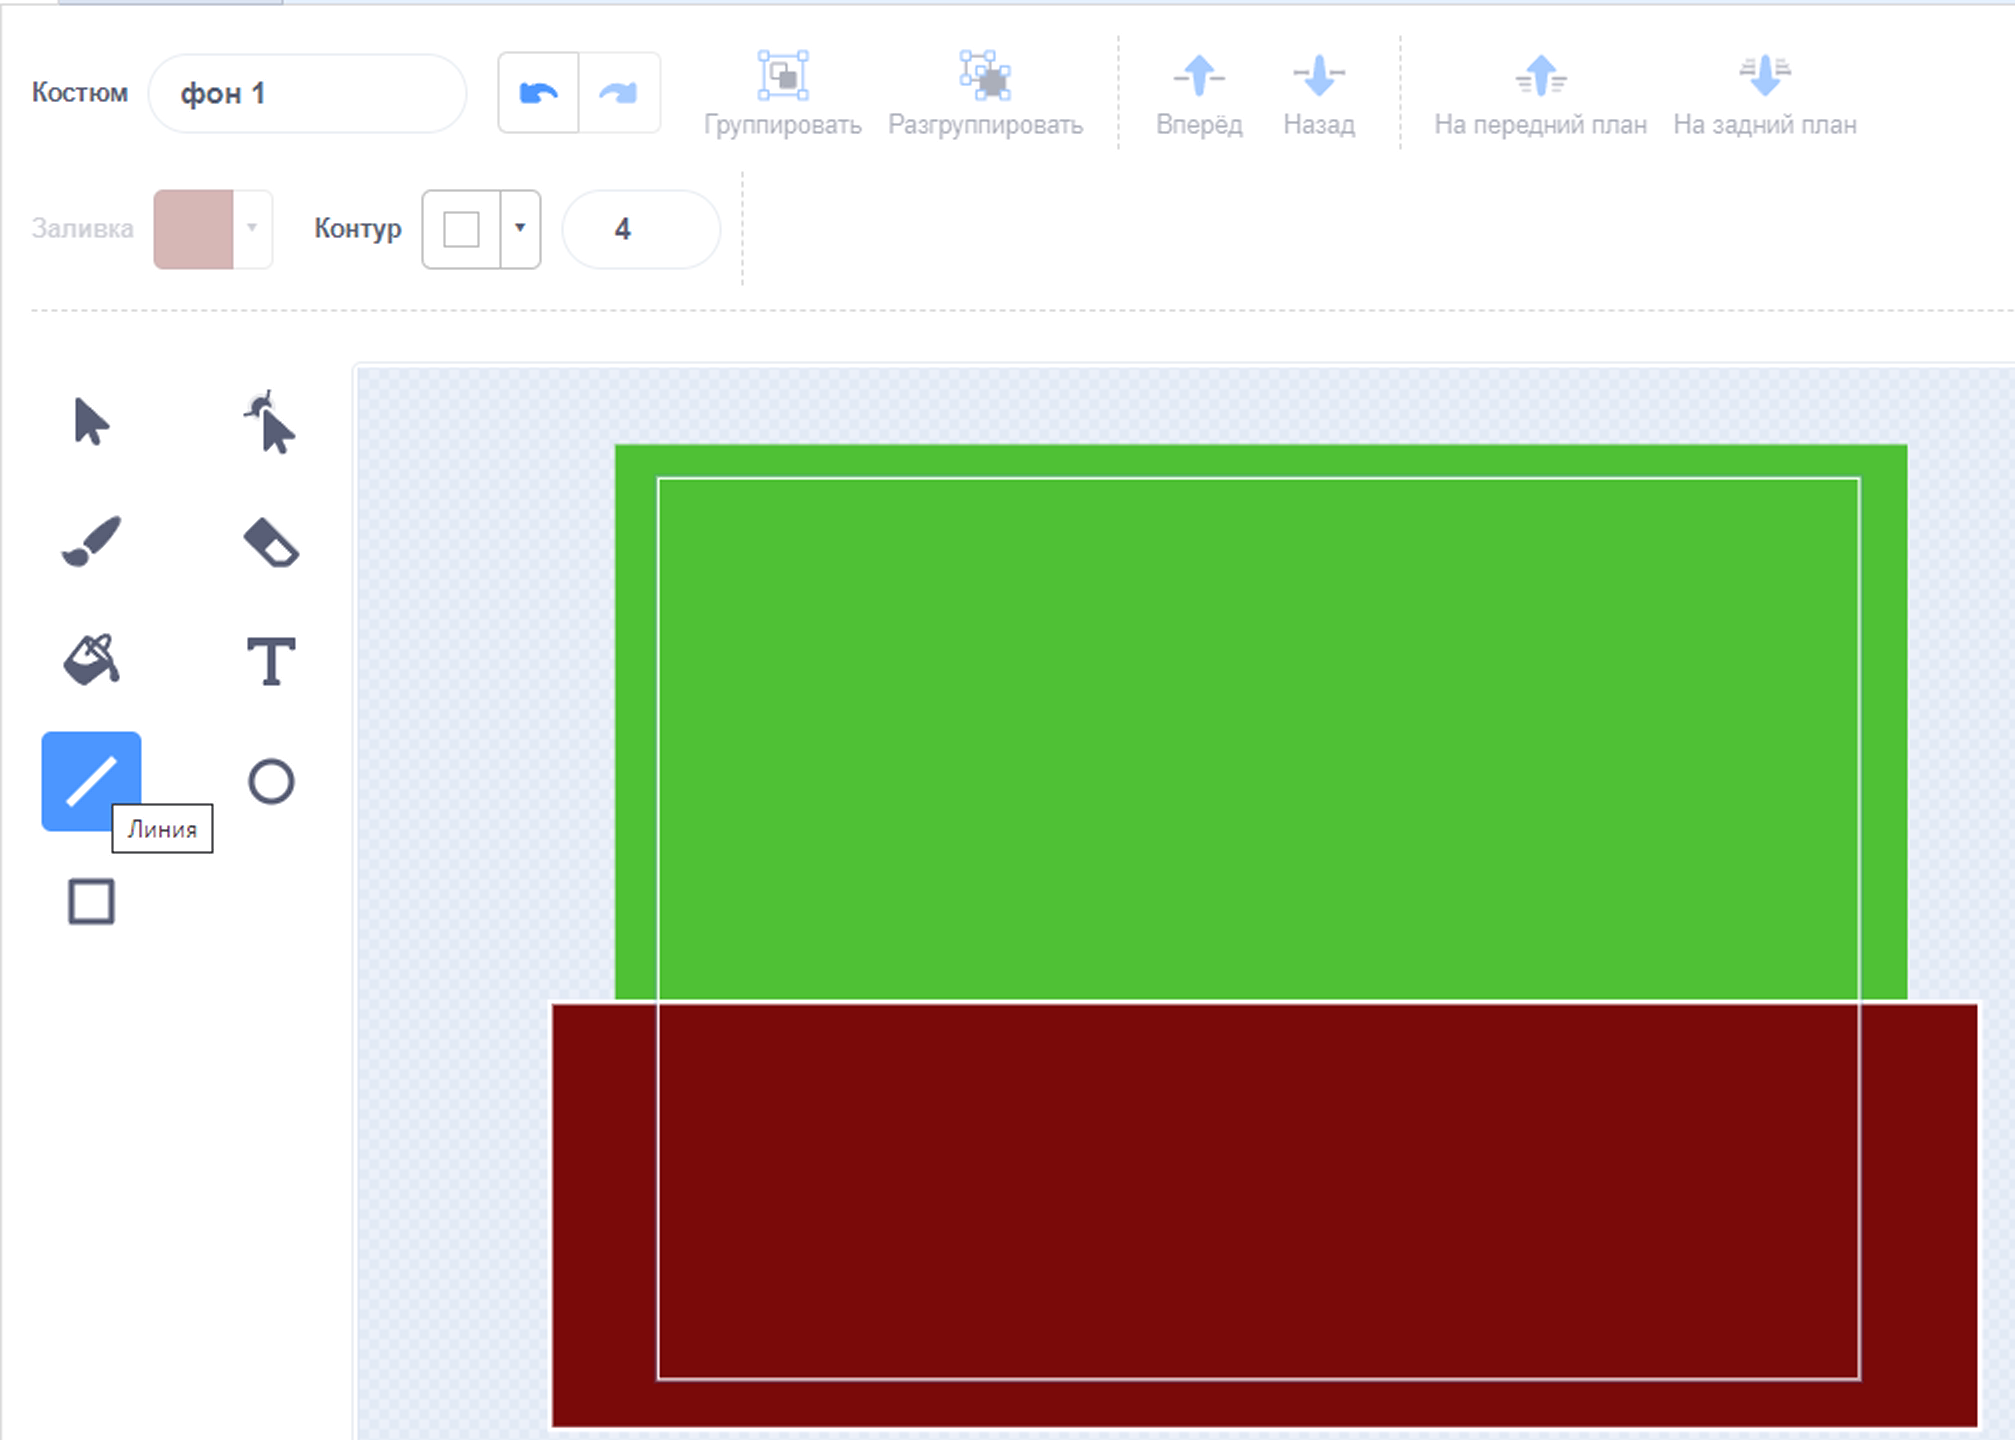 Костюм фон 1
Группировать Разгруппировать Вперёд Назад На передний план На задний план
Заливка Контур 4
Линия